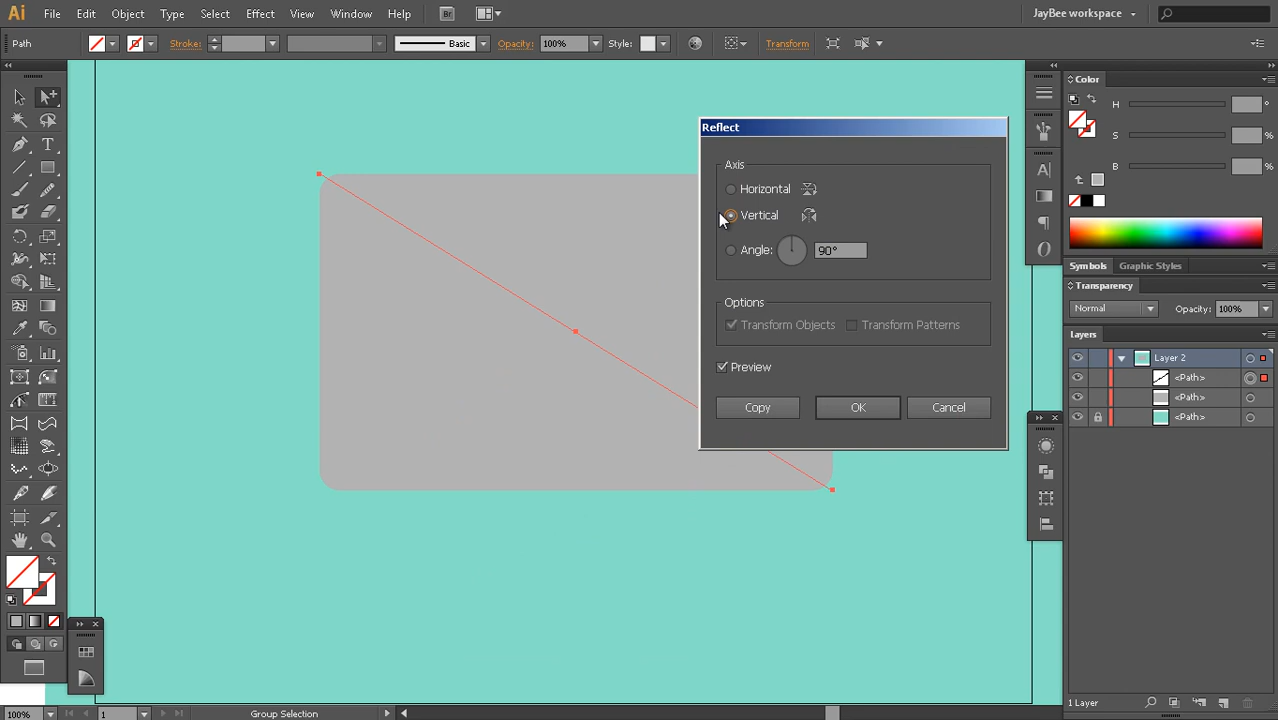 Ai File Edit Object Type Select Effect View Window Help Br JayBee workspace
Path Stroke: Basic Opacity: 100% Style: Transform
Color
H °
S %
B %
Symbols Graphic Styles
Transparency
Normal Opacity: 100%
Layers
Layer 2
<Path>
<Path>
<Path>
1 Layer
Reflect
Axis
Horizontal
Vertical
Angle: 90°
Options
Transform Objects Transform Patterns
Preview
Copy OK Cancel
100% 1 Group Selection